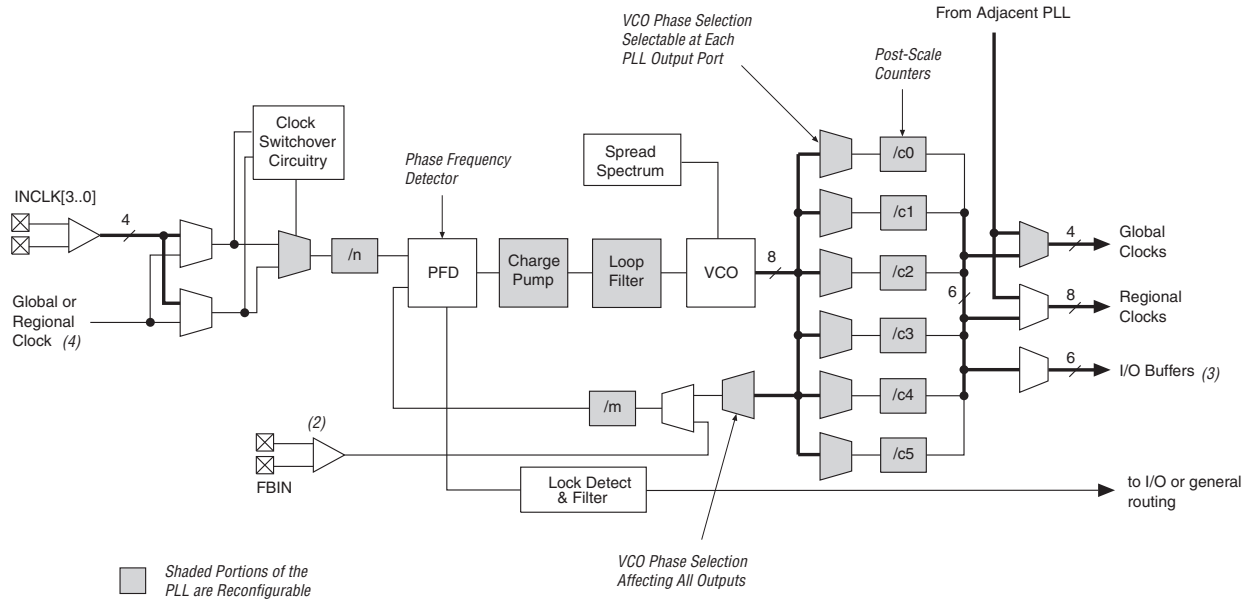 From Adjacent PLL
VCO Phase Selection
Selectable at Each
PLL Output Port
Post-Scale
Counters
Clock
Switchover
Circuitry
Phase Frequency
Detector
Spread
Spectrum
/c0
INCLK[3..0]
4
/c1
4
Global
Clocks
/n
PFD
Charge
Pump
Loop
Filter
VCO
8
/c2
6
8
Regional
Clocks
Global or
Regional
Clock (4)
/c3
6
I/O Buffers (3)
/m
/c4
(2)
FBIN
/c5
Lock Detect
& Filter
to I/O or general
routing
VCO Phase Selection
Affecting All Outputs
Shaded Portions of the
PLL are Reconfigurable